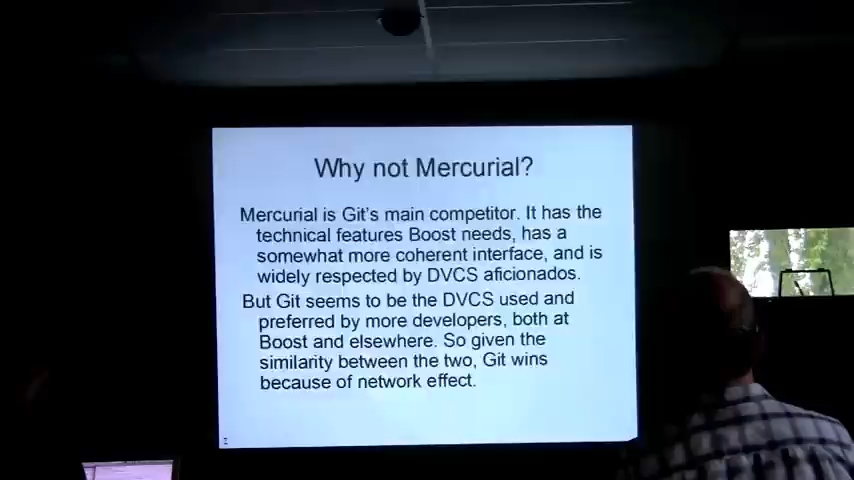 Why not Mercurial?
Mercurial is Git's main competitor. It has the
technical features Boost needs, has a
somewhat more coherent interface, and is
widely respected by DVCS aficionados.
But Git seems to be the DVCS used and
preferred by more developers, both at
Boost and elsewhere. So given the
similarity between the two, Git wins
because of network effect.